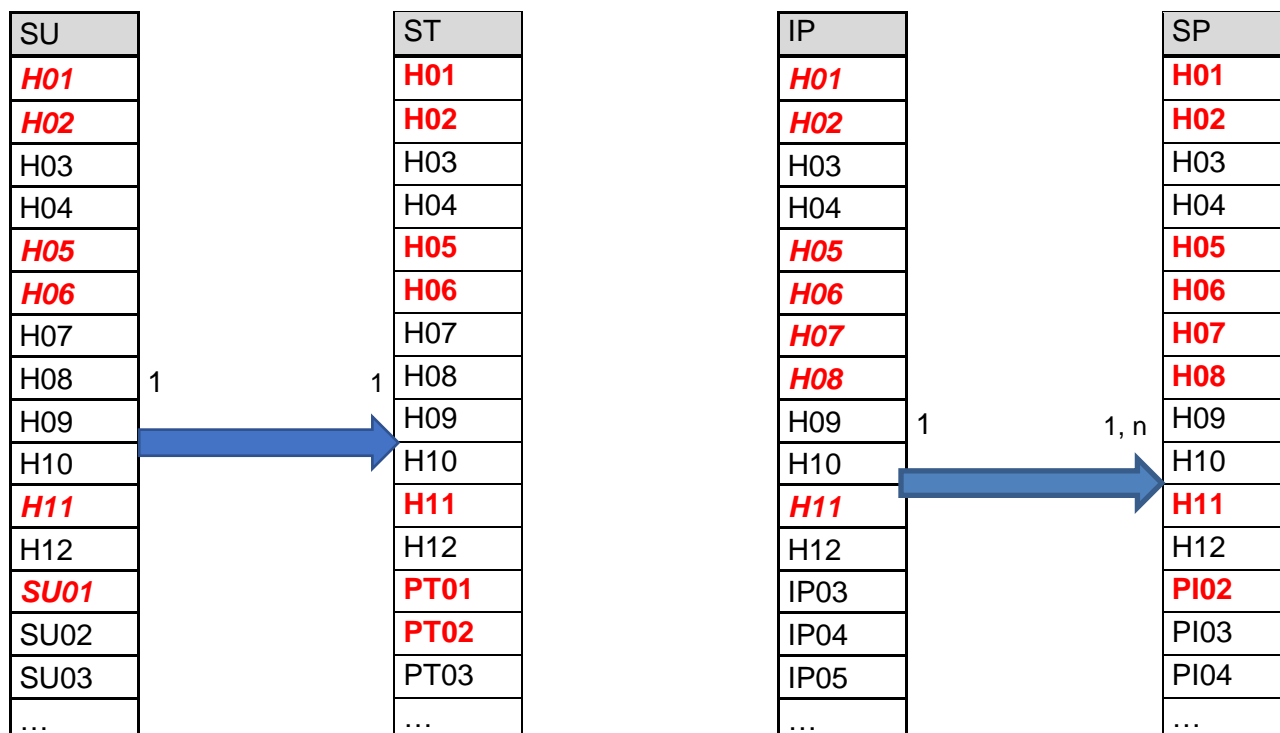 SU
H01
H02
H03
H04
H05
H06
H07
H08
H09
H10
H11
H12
SU01
SU02
SU03
…
1
1
ST
H01
H02
H03
H04
H05
H06
H07
H08
H09
H10
H11
H12
PT01
PT02
PT03
…
IP
H01
H02
H03
H04
H05
H06
H07
H08
H09
H10
H11
H12
IP03
IP04
IP05
…
1
1, n
SP
H01
H02
H03
H04
H05
H06
H07
H08
H09
H10
H11
H12
PI02
PI03
PI04
…